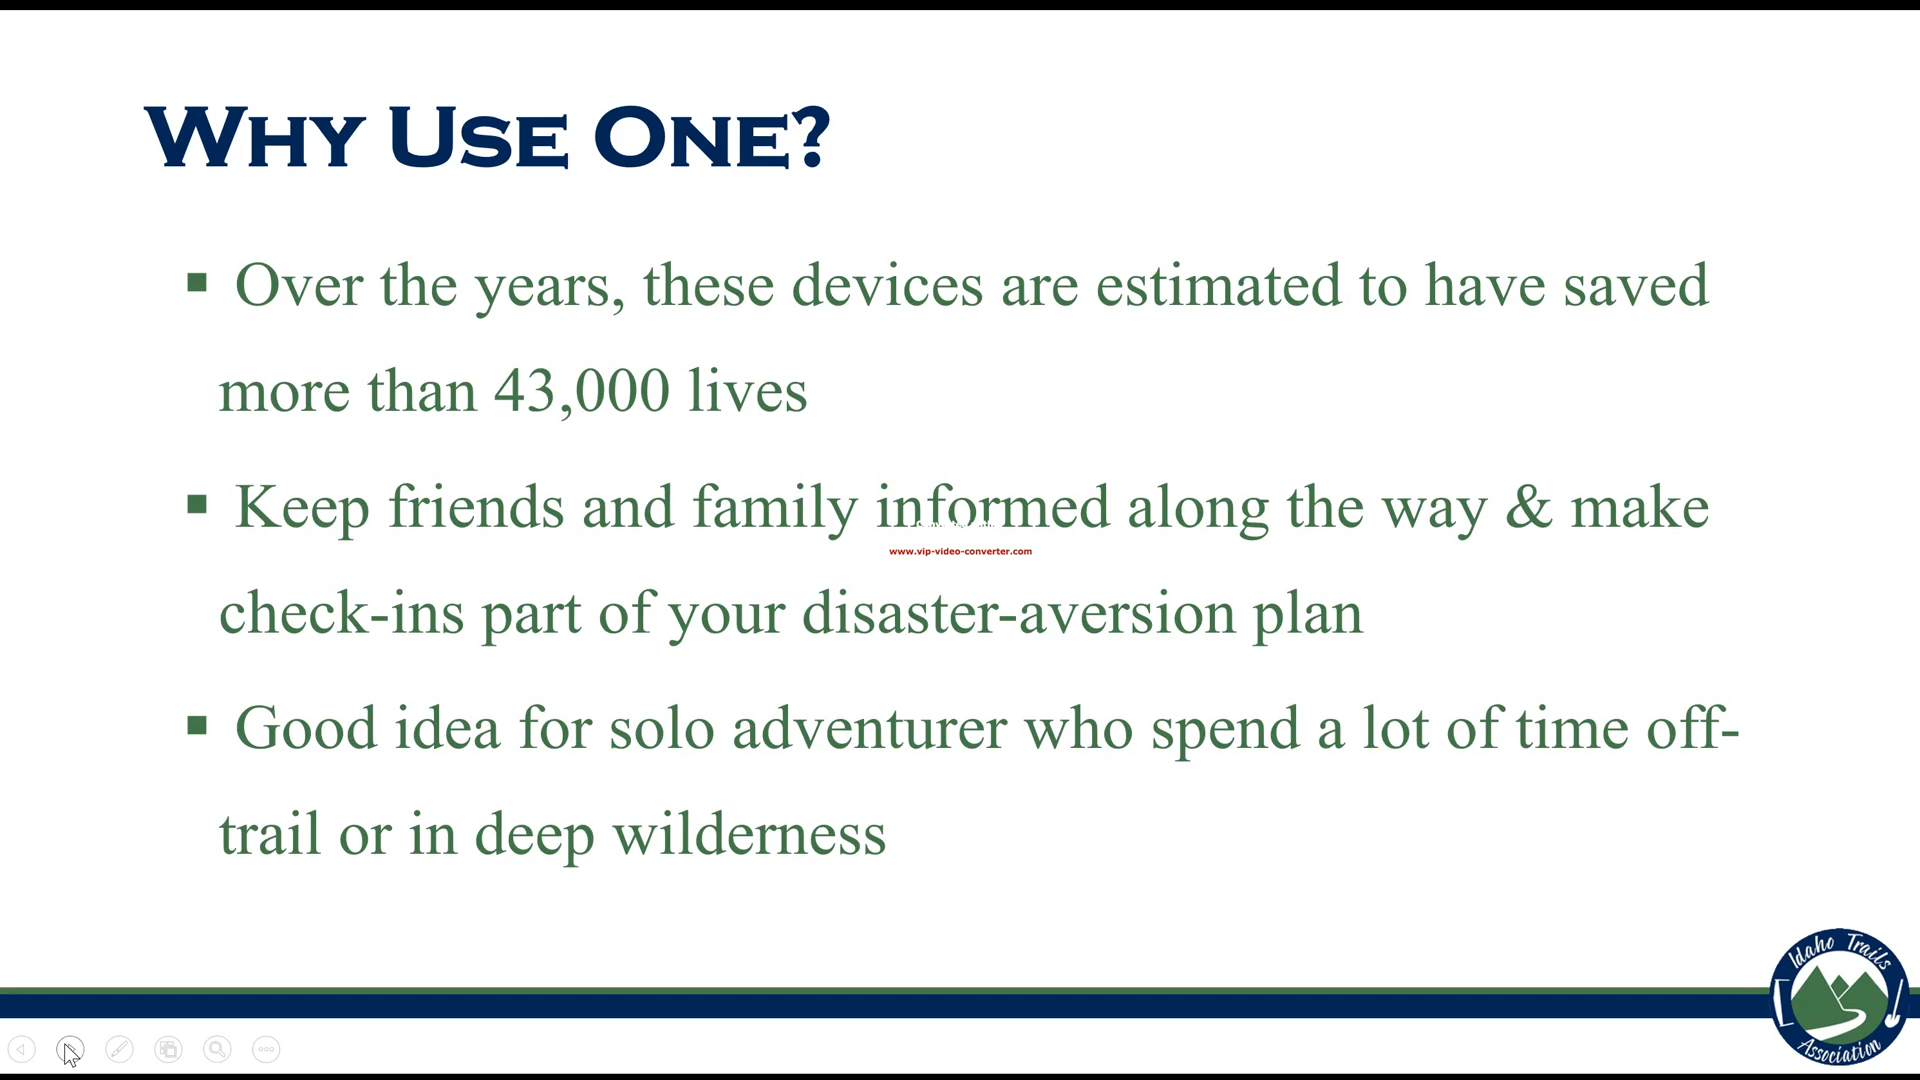 Why Use One?
▪ Over the years, these devices are estimated to have saved
more than 43,000 lives
▪ Keep friends and family informed along the way & make
www.vip-video-converter.com
check-ins part of your disaster-aversion plan
▪ Good idea for solo adventurer who spend a lot of time off-
trail or in deep wilderness
Idaho Trails
Association